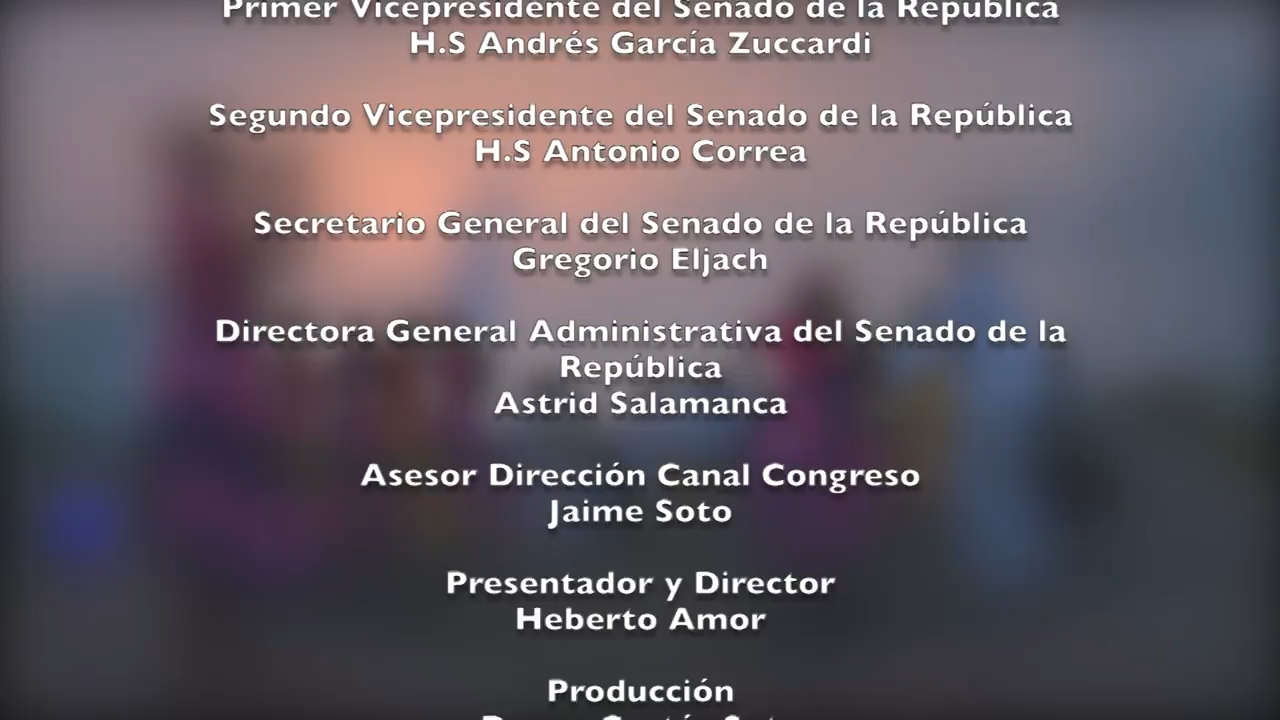 Primer Vicepresidente del Senado de la República
H.S Andrés García Zuccardi
Segundo Vicepresidente del Senado de la República
H.S Antonio Correa
Secretario General del Senado de la República
Gregorio Eljach
Directora General Administrativa del Senado de la
República
Astrid Salamanca
Asesor Dirección Canal Congreso
Jaime Soto
Presentador y Director
Heberto Amor
Producción